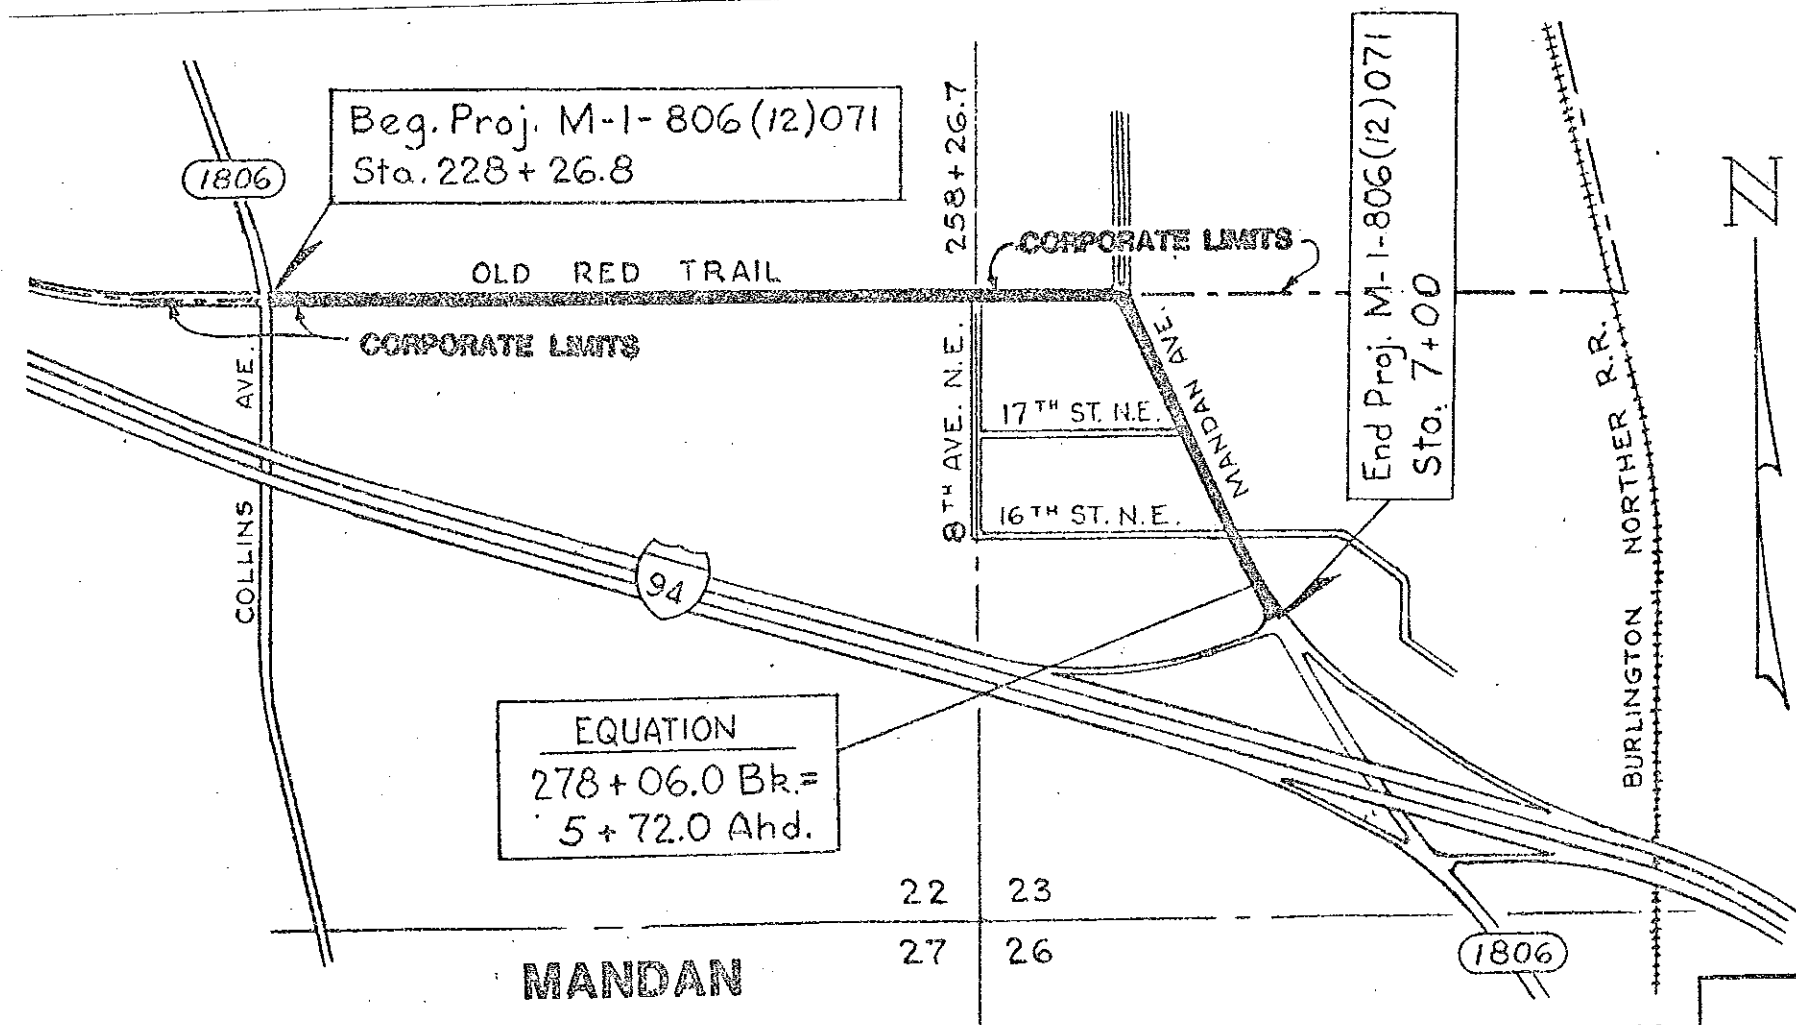 Beg. Proj. M-1-806(12)071
Sta. 228+26.8
1806
258+26.7
End Proj. M-1-806(12)071
Sta. 7+00
N
CORPORATE LIMITS
OLD RED TRAIL
CORPORATE LIMITS
COLLINS AVE.
8TH AVE. N.E.
17TH ST. N.E.
16TH ST. N.E.
MANDAN AVE.
BURLINGTON NORTHER R.R.
94
EQUATION
278+06.0 Bk.=
5+72.0 Ahd.
22 23
27 26
1806
MANDAN